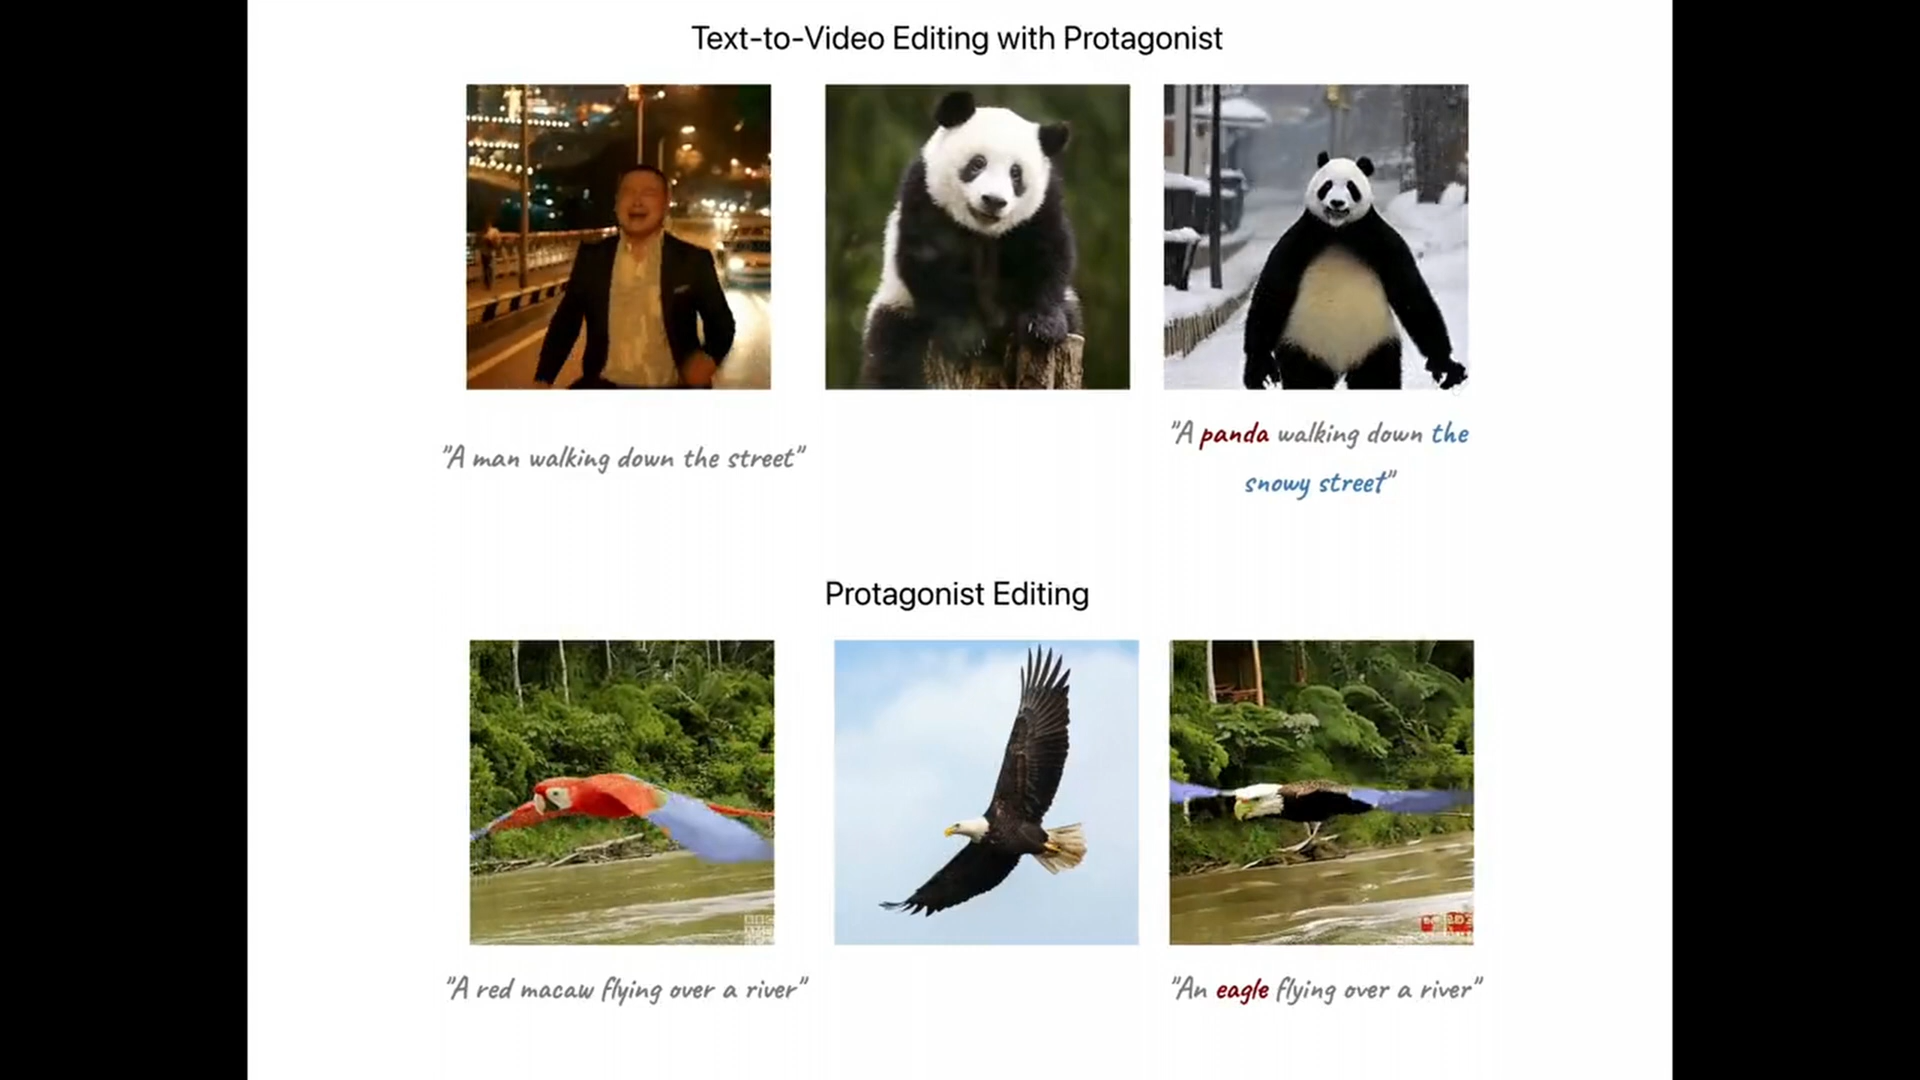 Text-to-Video Editing with Protagonist
"A man walking down the street"
"A panda walking down the
snowy street"
Protagonist Editing
"A red macaw flying over a river"
"An eagle flying over a river"